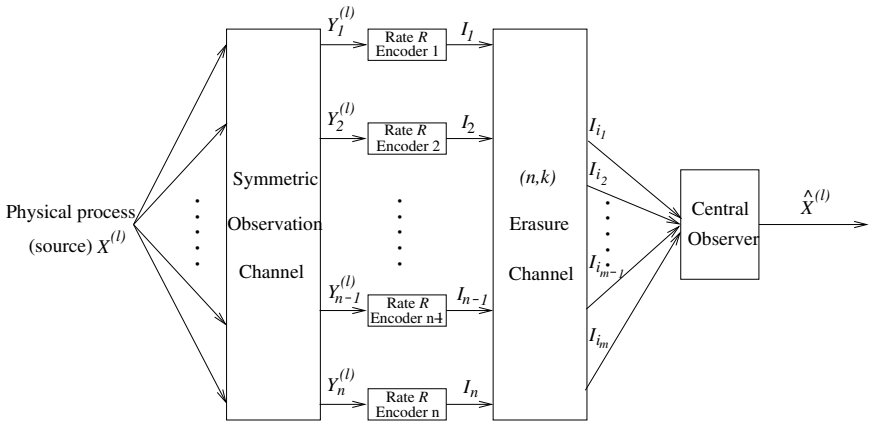 Y_1^{(l)}
Rate R
Encoder 1
I_1
Y_2^{(l)}
Rate R
Encoder 2
I_2
I_{i_1}
I_{i_2}
Symmetric
Observation
Channel
(n,k)
Erasure
Channel
Physical process
(source) X^{(l)}
Central
Observer
X̂^{(l)}
Y_{n-1}^{(l)}
Rate R
Encoder n-1
I_{n-1}
I_{i_{m-1}}
Y_n^{(l)}
Rate R
Encoder n
I_n
I_{i_m}